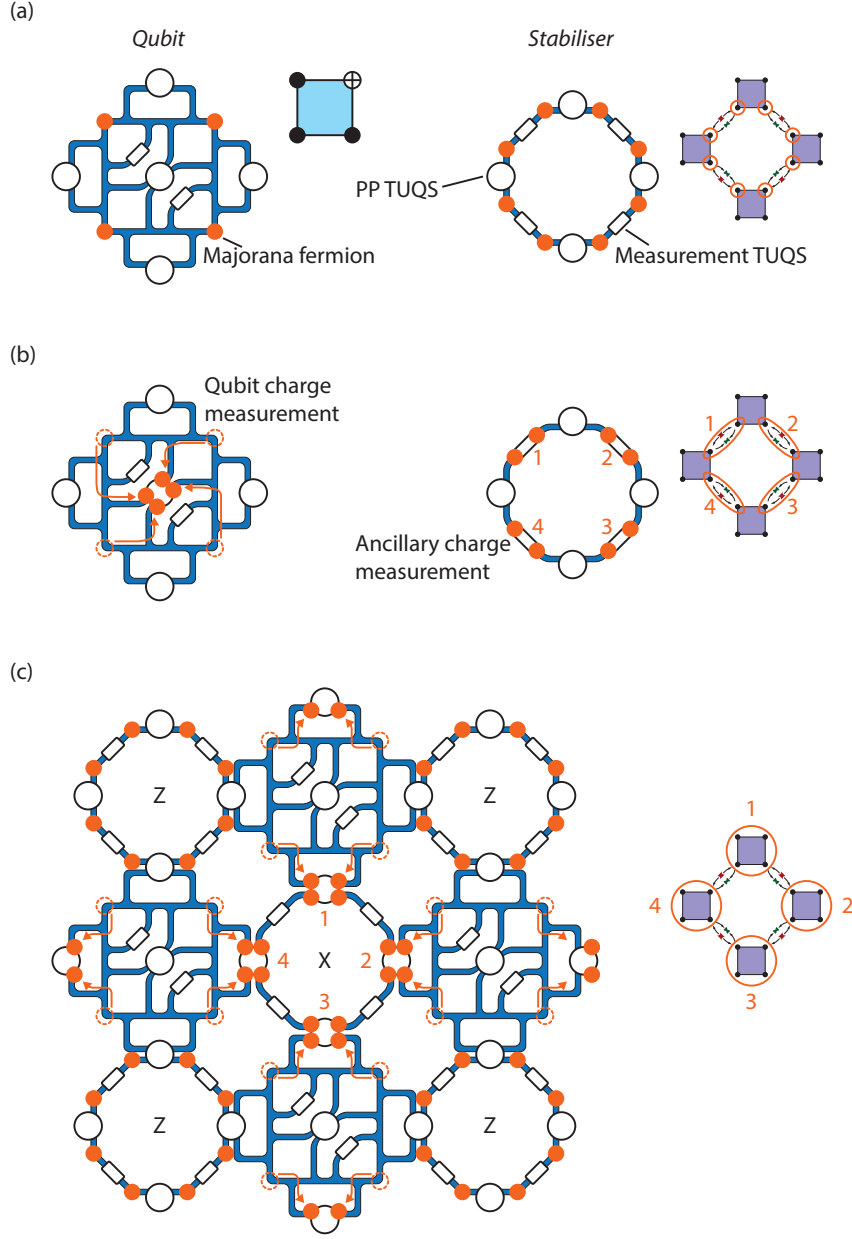 (a)
Qubit
Stabiliser
PP TUQS
Majorana fermion
Measurement TUQS
(b)
Qubit charge
measurement
1
2
4
3
Ancillary charge
measurement
1
2
4
3
(c)
Z
Z
1
4
X
2
3
Z
Z
1
4
2
3